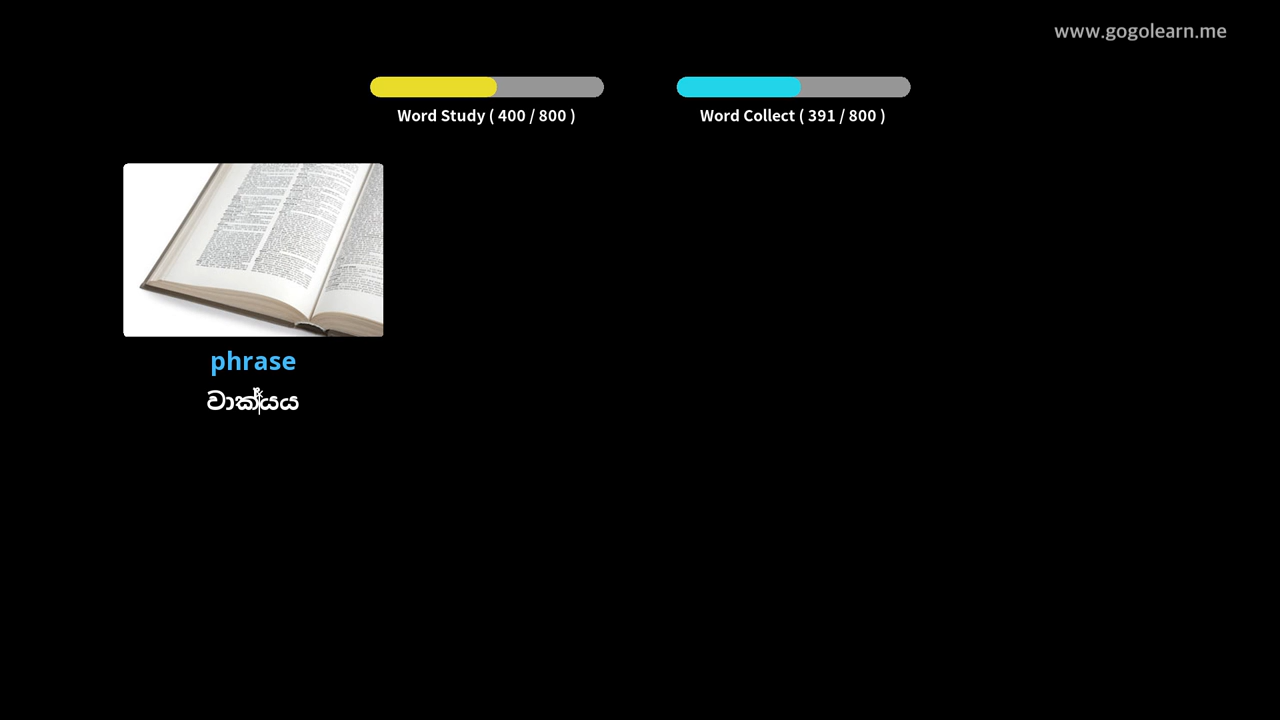 www.gogolearn.me
Word Study ( 400 / 800 )
Word Collect ( 391 / 800 )
phrase
වාක්‍යය